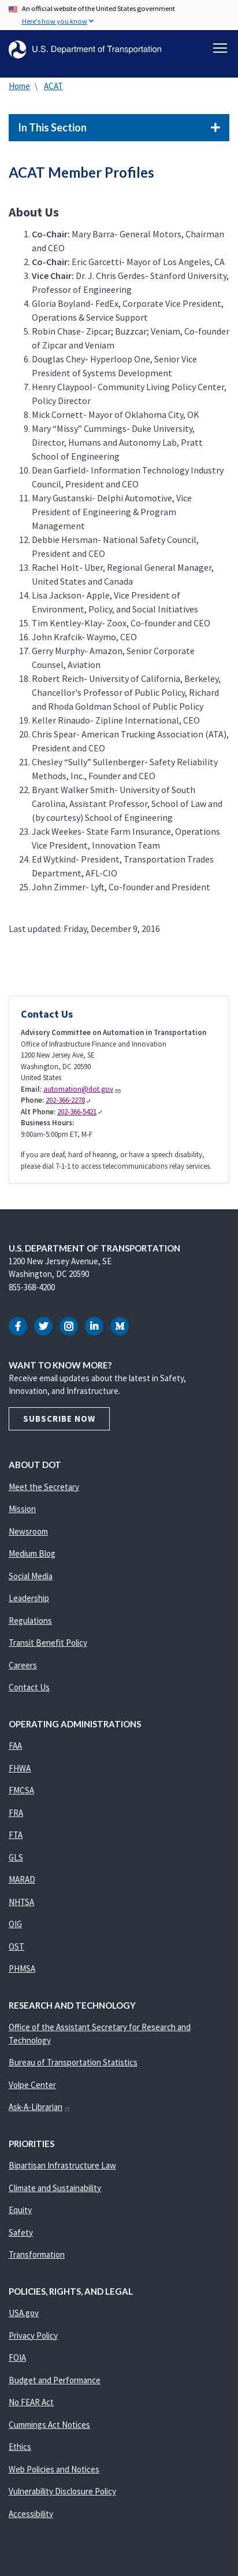 An official website of the United States government
Here's how you know
U.S. Department of Transportation
Home \ ACAT
In This Section
ACAT Member Profiles
About Us
1. Co-Chair: Mary Barra- General Motors, Chairman
and CEO
2. Co-Chair: Eric Garcetti- Mayor of Los Angeles, CA
3. Vice Chair: Dr. J. Chris Gerdes- Stanford University,
Professor of Engineering
4. Gloria Boyland- FedEx, Corporate Vice President,
Operations & Service Support
5. Robin Chase- Zipcar; Buzzcar; Veniam, Co-founder
of Zipcar and Veniam
6. Douglas Chey- Hyperloop One, Senior Vice
President of Systems Development
7. Henry Claypool- Community Living Policy Center,
Policy Director
8. Mick Cornett- Mayor of Oklahoma City, OK
9. Mary “Missy” Cummings- Duke University,
Director, Humans and Autonomy Lab, Pratt
School of Engineering
10. Dean Garfield- Information Technology Industry
Council, President and CEO
11. Mary Gustanski- Delphi Automotive, Vice
President of Engineering & Program
Management
12. Debbie Hersman- National Safety Council,
President and CEO
13. Rachel Holt- Uber, Regional General Manager,
United States and Canada
14. Lisa Jackson- Apple, Vice President of
Environment, Policy, and Social Initiatives
15. Tim Kentley-Klay- Zoox, Co-founder and CEO
16. John Krafcik- Waymo, CEO
17. Gerry Murphy- Amazon, Senior Corporate
Counsel, Aviation
18. Robert Reich- University of California, Berkeley,
Chancellor's Professor of Public Policy, Richard
and Rhoda Goldman School of Public Policy
19. Keller Rinaudo- Zipline International, CEO
20. Chris Spear- American Trucking Association (ATA),
President and CEO
21. Chesley “Sully” Sullenberger- Safety Reliability
Methods, Inc., Founder and CEO
22. Bryant Walker Smith- University of South
Carolina, Assistant Professor, School of Law and
(by courtesy) School of Engineering
23. Jack Weekes- State Farm Insurance, Operations
Vice President, Innovation Team
24. Ed Wytkind- President, Transportation Trades
Department, AFL-CIO
25. John Zimmer- Lyft, Co-founder and President
Last updated: Friday, December 9, 2016
Contact Us
Advisory Committee on Automation in Transportation
Office of Infrastructure Finance and Innovation
1200 New Jersey Ave, SE
Washington, DC 20590
United States
Email: automation@dot.gov
Phone: 202-366-2278
Alt Phone: 202-366-5421
Business Hours:
9:00am-5:00pm ET, M-F
If you are deaf, hard of hearing, or have a speech disability,
please dial 7-1-1 to access telecommunications relay services.
U.S. DEPARTMENT OF TRANSPORTATION
1200 New Jersey Avenue, SE
Washington, DC 20590
855-368-4200
WANT TO KNOW MORE?
Receive email updates about the latest in Safety,
Innovation, and Infrastructure.
SUBSCRIBE NOW
ABOUT DOT
Meet the Secretary
Mission
Newsroom
Medium Blog
Social Media
Leadership
Regulations
Transit Benefit Policy
Careers
Contact Us
OPERATING ADMINISTRATIONS
FAA
FHWA
FMCSA
FRA
FTA
GLS
MARAD
NHTSA
OIG
OST
PHMSA
RESEARCH AND TECHNOLOGY
Office of the Assistant Secretary for Research and
Technology
Bureau of Transportation Statistics
Volpe Center
Ask-A-Librarian
PRIORITIES
Bipartisan Infrastructure Law
Climate and Sustainability
Equity
Safety
Transformation
POLICIES, RIGHTS, AND LEGAL
USA.gov
Privacy Policy
FOIA
Budget and Performance
No FEAR Act
Cummings Act Notices
Ethics
Web Policies and Notices
Vulnerability Disclosure Policy
Accessibility